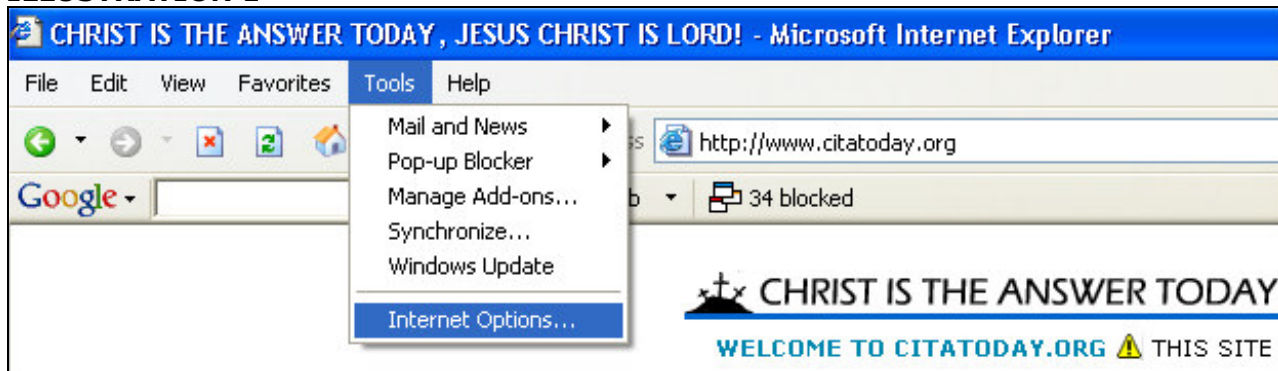 CHRIST IS THE ANSWER TODAY, JESUS CHRIST IS LORD! - Microsoft Internet Explorer
File Edit View Favorites Tools Help
Mail and News
http://www.citatoday.org
Pop-up Blocker
Google
Manage Add-ons...
34 blocked
Synchronize...
Windows Update
Internet Options...
CHRIST IS THE ANSWER TODAY
WELCOME TO CITATODAY.ORG THIS SITE